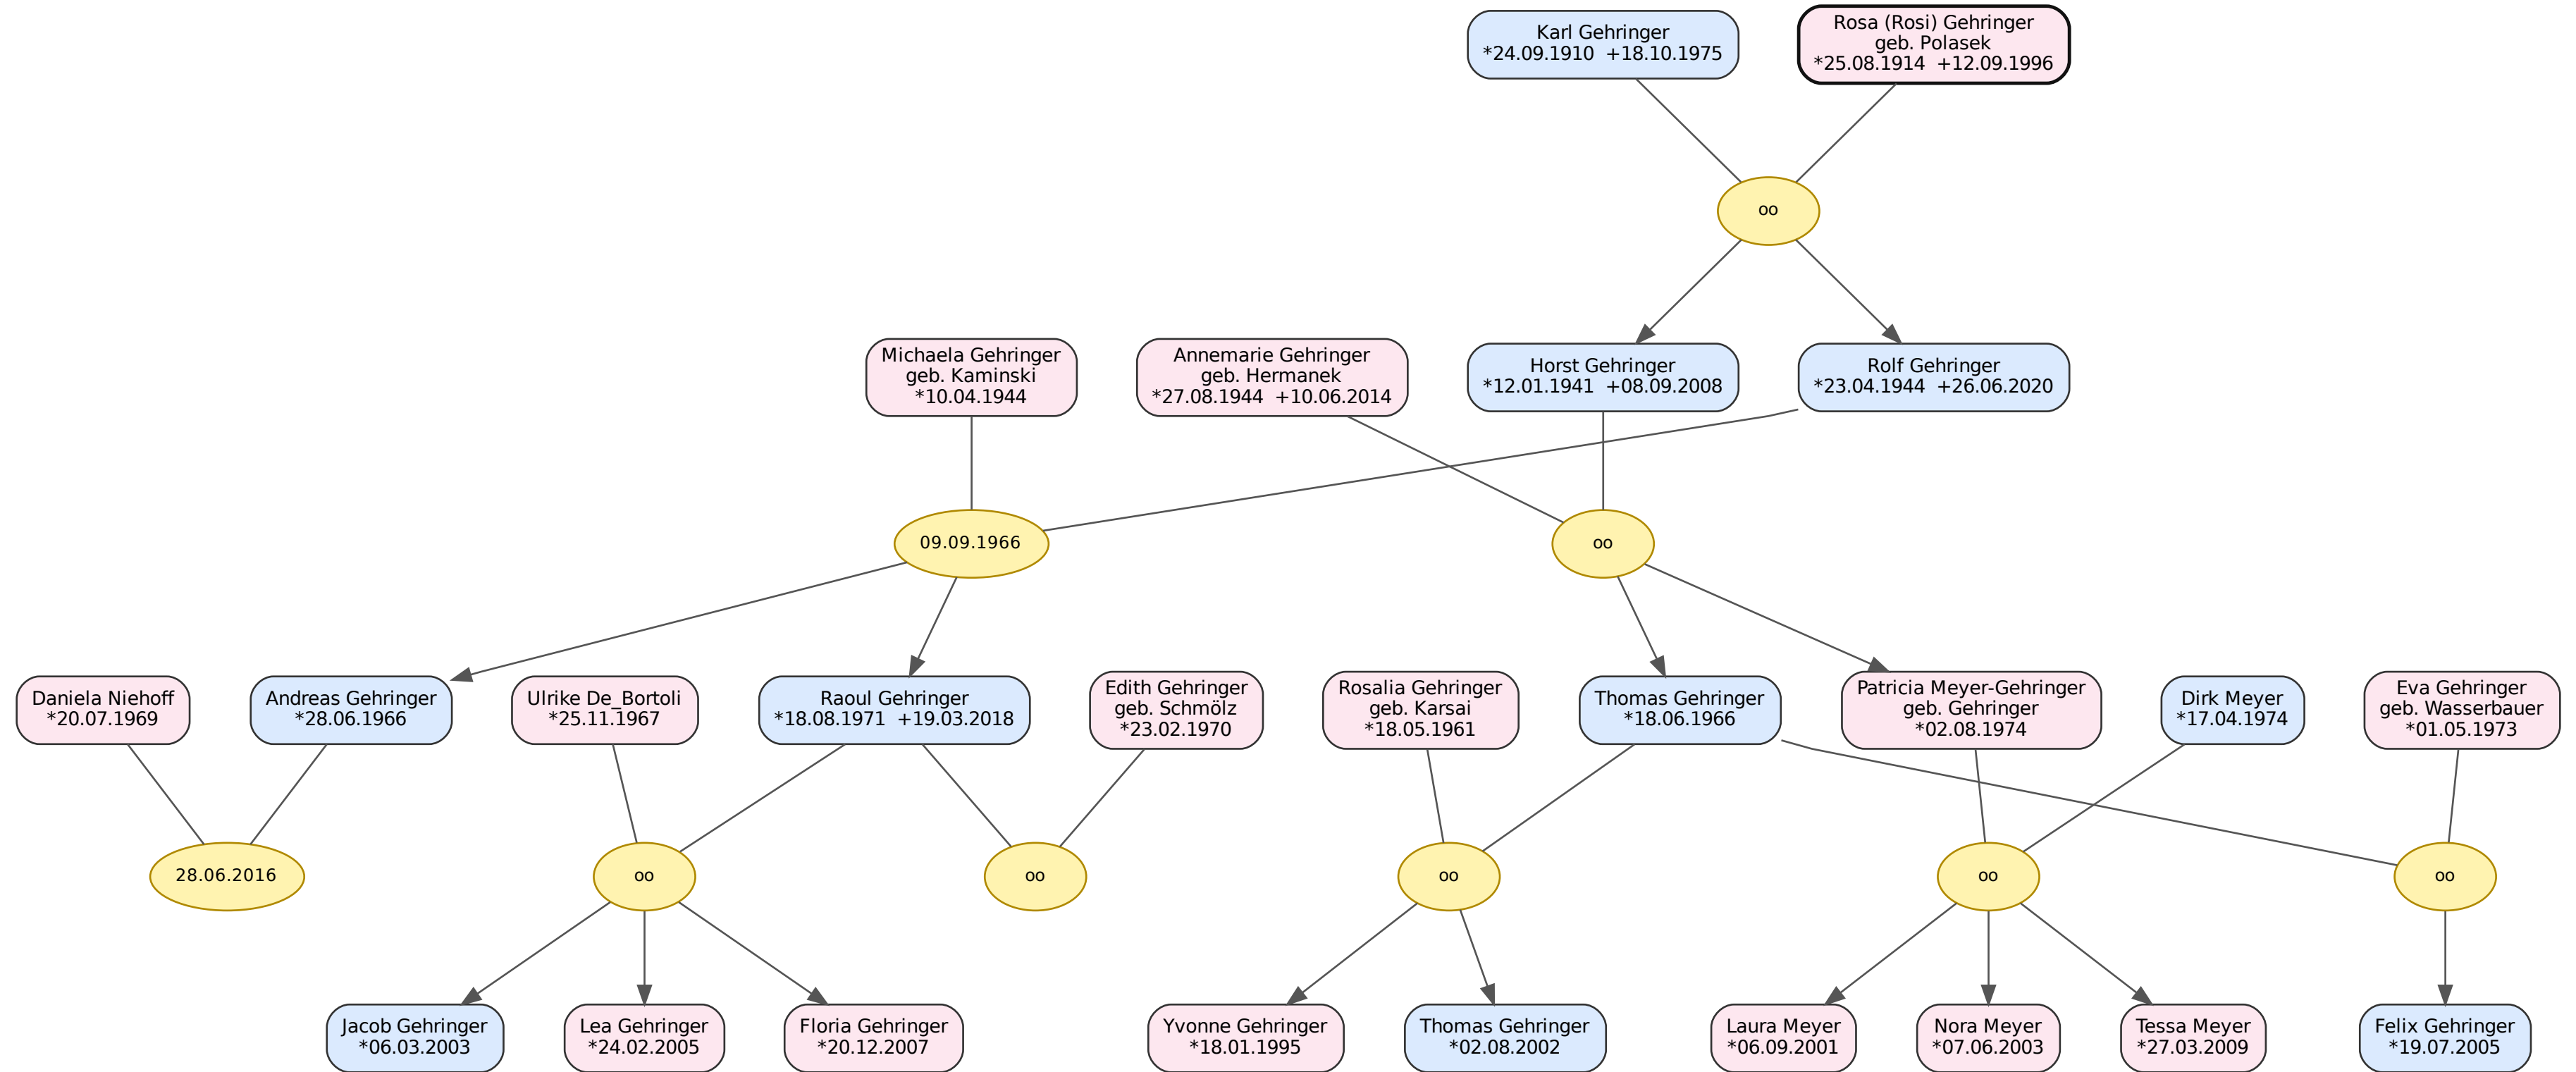 Karl Gehringer
*24.09.1910  +18.10.1975
Rosa (Rosi) Gehringer
geb. Polasek
*25.08.1914  +12.09.1996
oo
Michaela Gehringer
geb. Kaminski
*10.04.1944
Annemarie Gehringer
geb. Hermanek
*27.08.1944  +10.06.2014
Horst Gehringer
*12.01.1941  +08.09.2008
Rolf Gehringer
*23.04.1944  +26.06.2020
09.09.1966
oo
Daniela Niehoff
*20.07.1969
Andreas Gehringer
*28.06.1966
Ulrike De_Bortoli
*25.11.1967
Raoul Gehringer
*18.08.1971  +19.03.2018
Edith Gehringer
geb. Schmölz
*23.02.1970
Rosalia Gehringer
geb. Karsai
*18.05.1961
Thomas Gehringer
*18.06.1966
Patricia Meyer-Gehringer
geb. Gehringer
*02.08.1974
Dirk Meyer
*17.04.1974
Eva Gehringer
geb. Wasserbauer
*01.05.1973
28.06.2016
oo
oo
oo
oo
oo
Jacob Gehringer
*06.03.2003
Lea Gehringer
*24.02.2005
Floria Gehringer
*20.12.2007
Yvonne Gehringer
*18.01.1995
Thomas Gehringer
*02.08.2002
Laura Meyer
*06.09.2001
Nora Meyer
*07.06.2003
Tessa Meyer
*27.03.2009
Felix Gehringer
*19.07.2005